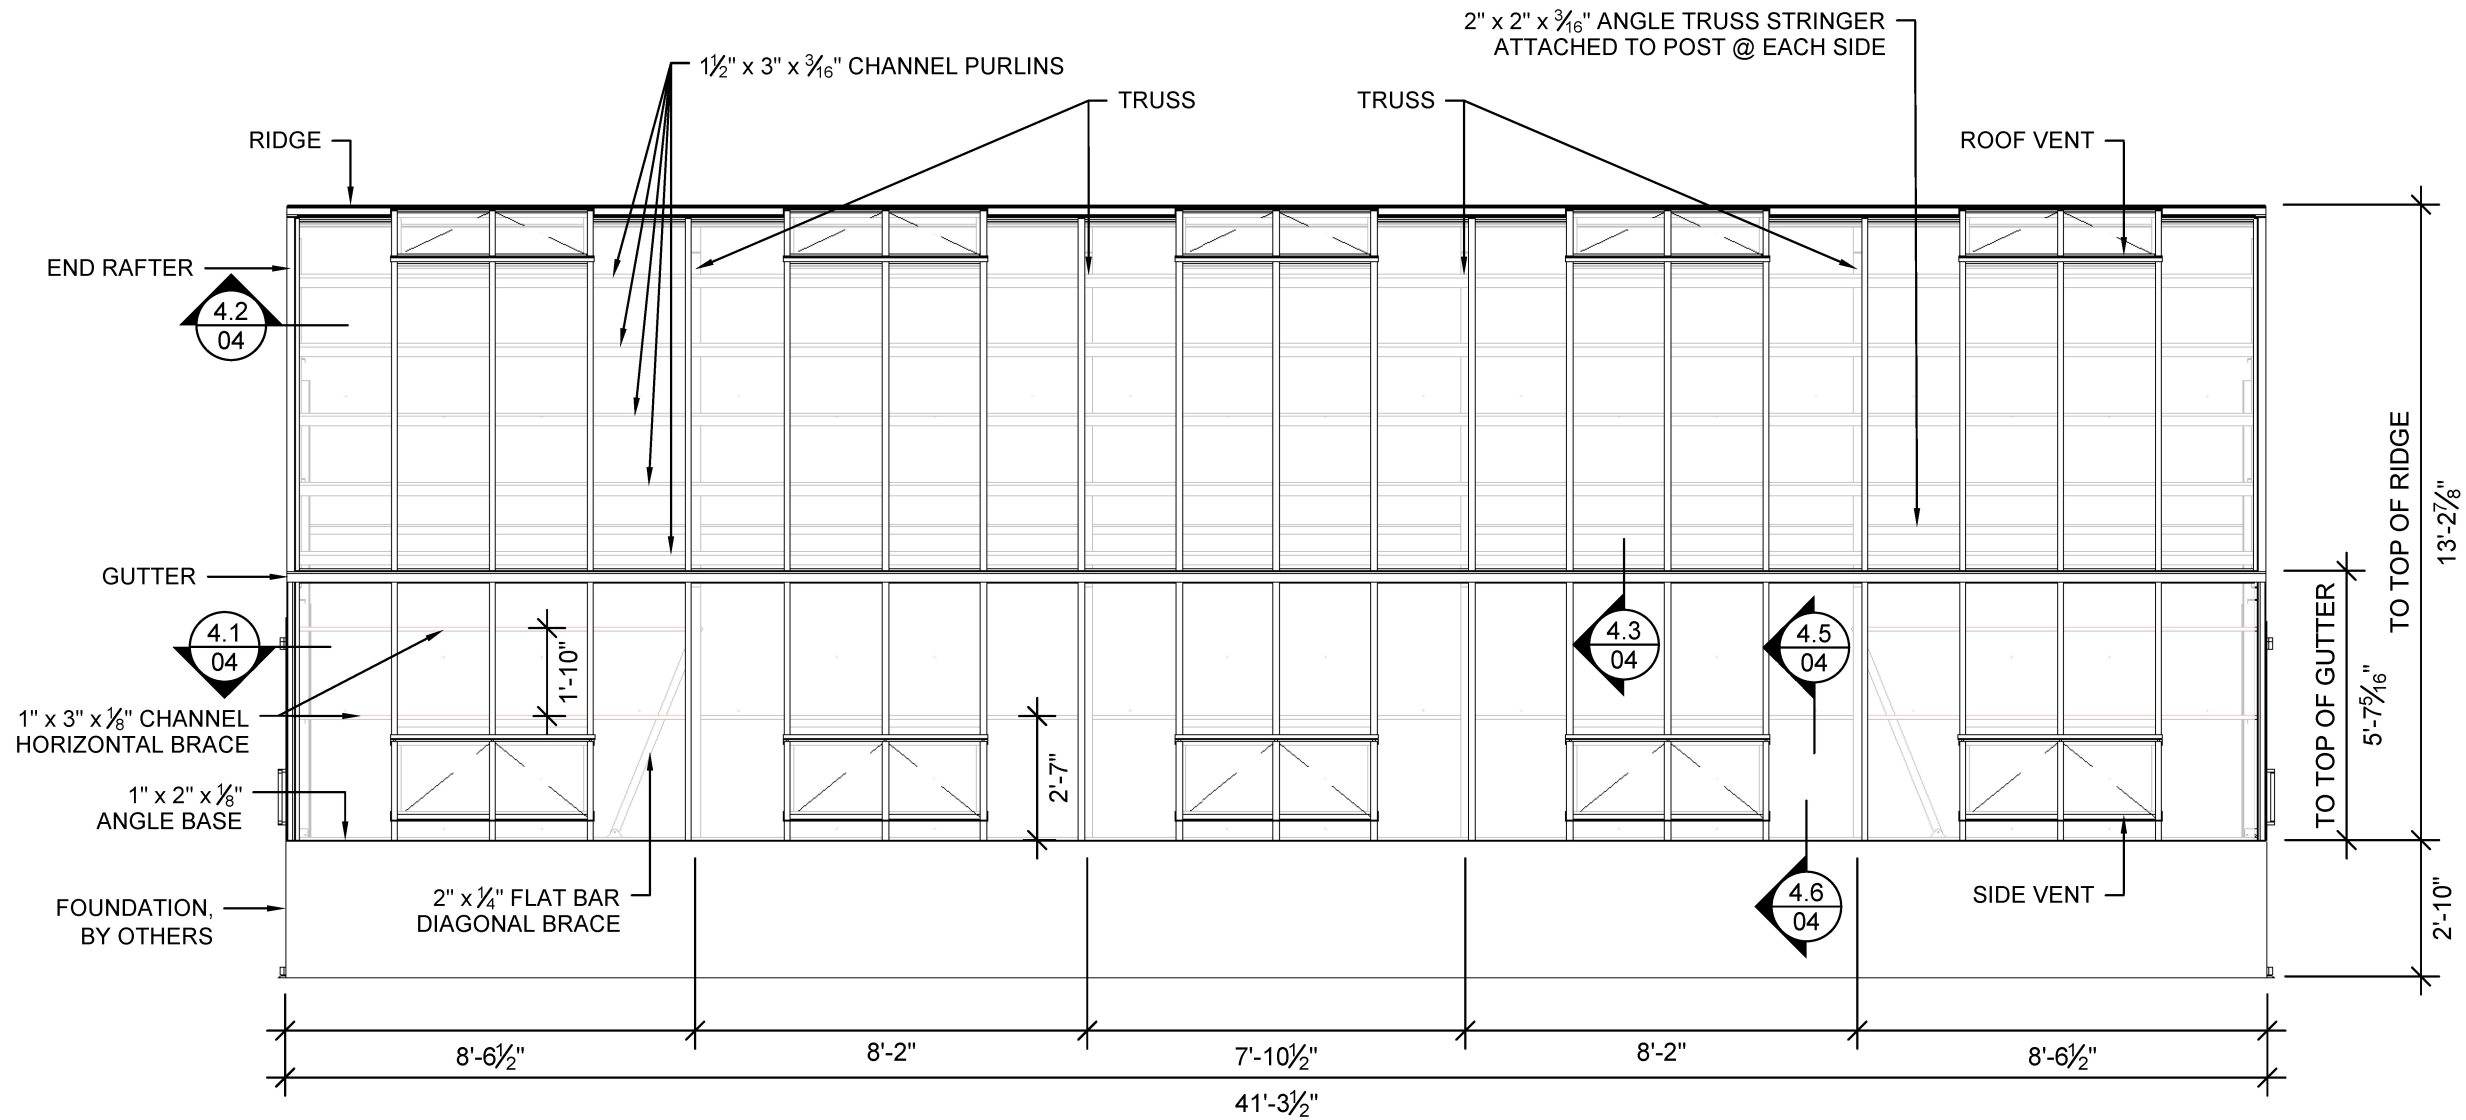 2" x 2" x 3/16" ANGLE TRUSS STRINGER
ATTACHED TO POST @ EACH SIDE
1½" x 3" x 3/16" CHANNEL PURLINS
TRUSS
TRUSS
RIDGE
ROOF VENT
END RAFTER
4.2
04
GUTTER
4.1
04
1" x 3" x ⅛" CHANNEL
HORIZONTAL BRACE
1" x 2" x ⅛"
ANGLE BASE
FOUNDATION,
BY OTHERS
1'-10"
2'-7"
2" x ¼" FLAT BAR
DIAGONAL BRACE
4.3
04
4.5
04
4.6
04
SIDE VENT
TO TOP OF GUTTER
5'-7 5/16"
TO TOP OF RIDGE
13'-2⅞"
2'-10"
8'-6½"
8'-2"
7'-10½"
8'-2"
8'-6½"
41'-3½"